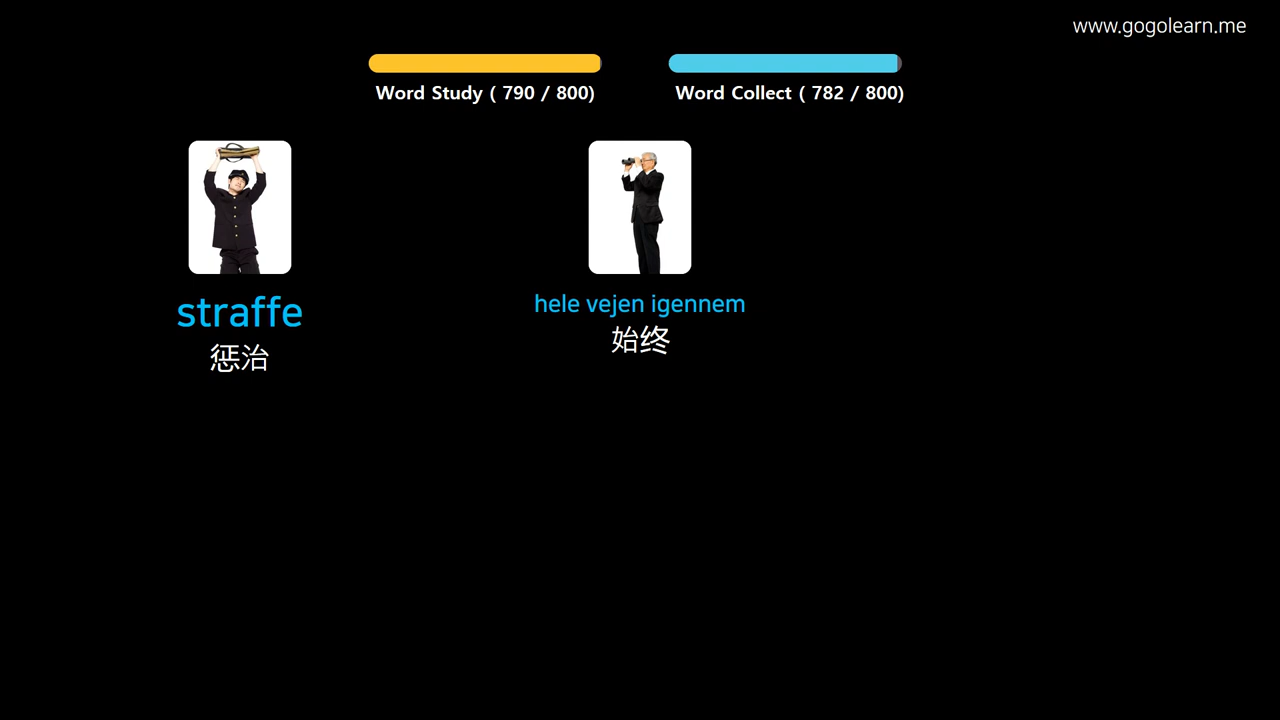 www.gogolearn.me
Word Study ( 790 / 800)
Word Collect ( 782 / 800)
straffe
惩治
hele vejen igennem
始终